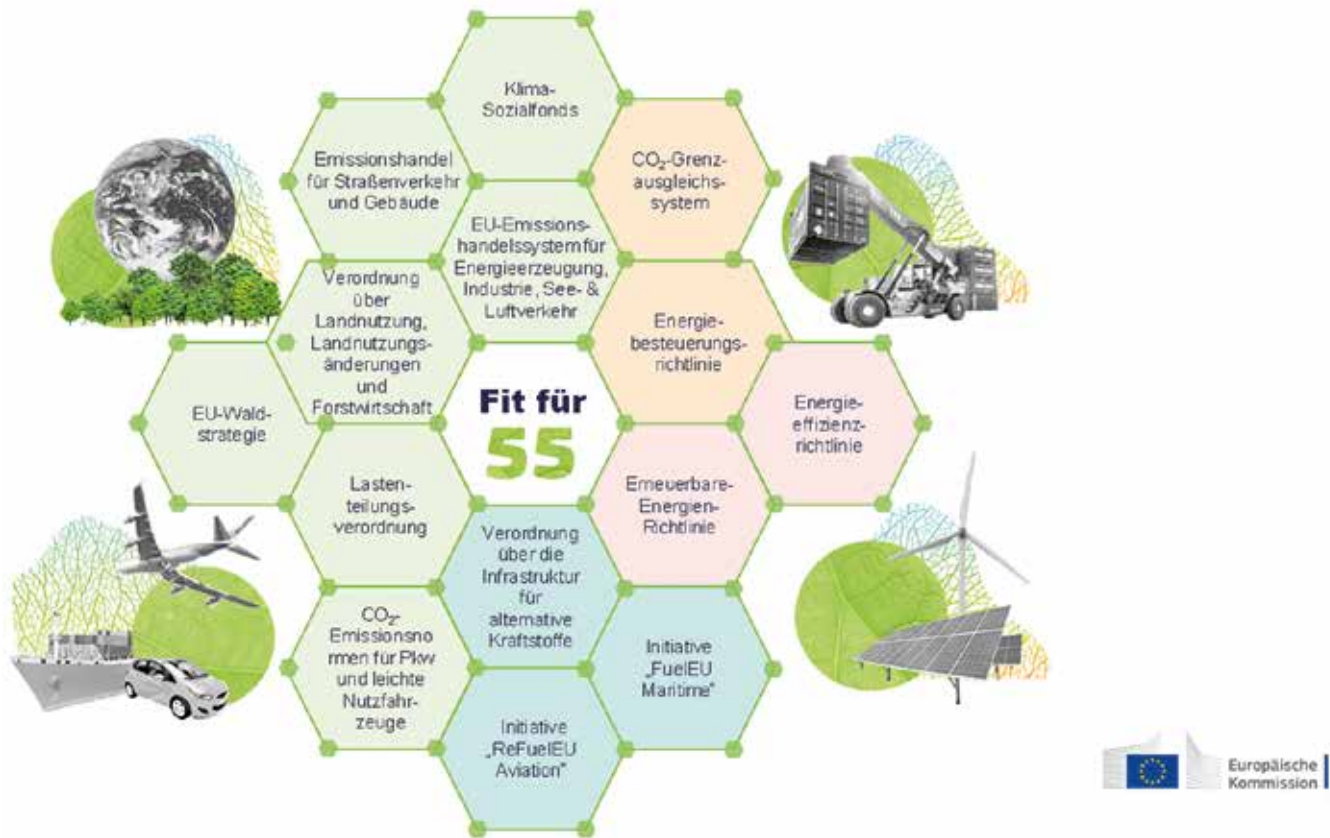 Klima-
Sozialfonds
Emissionshandel
für Straßenverkehr
und Gebäude
CO₂-Grenz-
ausgleichs-
system
EU-Emissions-
handelssystem für
Energieerzeugung,
Industrie, See- &
Luftverkehr
Verordnung
über
Landnutzung,
Landnutzungs-
änderungen
und
Forstwirtschaft
Energie-
besteuerungs-
richtlinie
EU-Wald-
strategie
Fit für
55
Energie-
effizienz-
richtlinie
Lasten-
teilungs-
verordnung
Erneuerbare-
Energien-
Richtlinie
Verordnung
über die
Infrastruktur
für
alternative
Kraftstoffe
CO₂-
Emissionsno
rmen für Pkw
und leichte
Nutzfahr-
zeuge
Initiative
„FuelEU
Maritime“
Initiative
„ReFuelEU
Aviation“
Europäische
Kommission